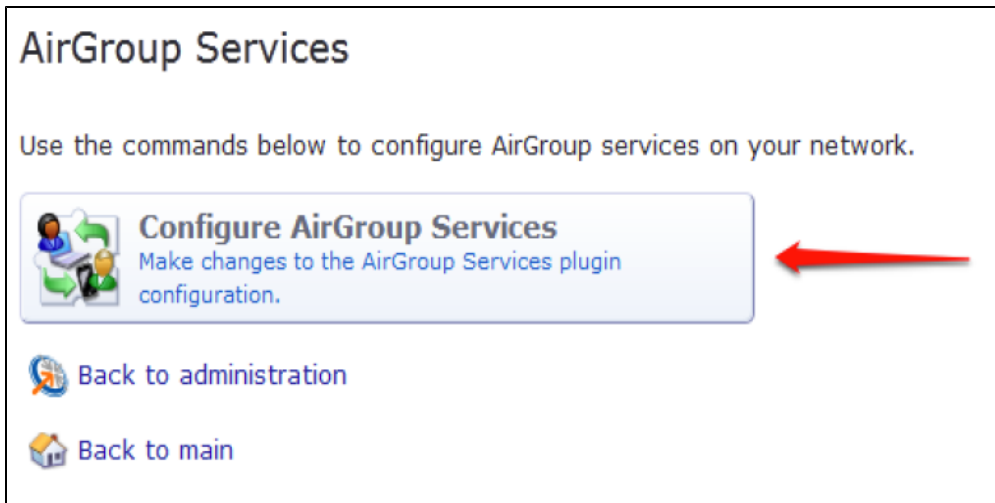 AirGroup Services
Use the commands below to configure AirGroup services on your network.
Configure AirGroup Services
Make changes to the AirGroup Services plugin
configuration.
Back to administration
Back to main